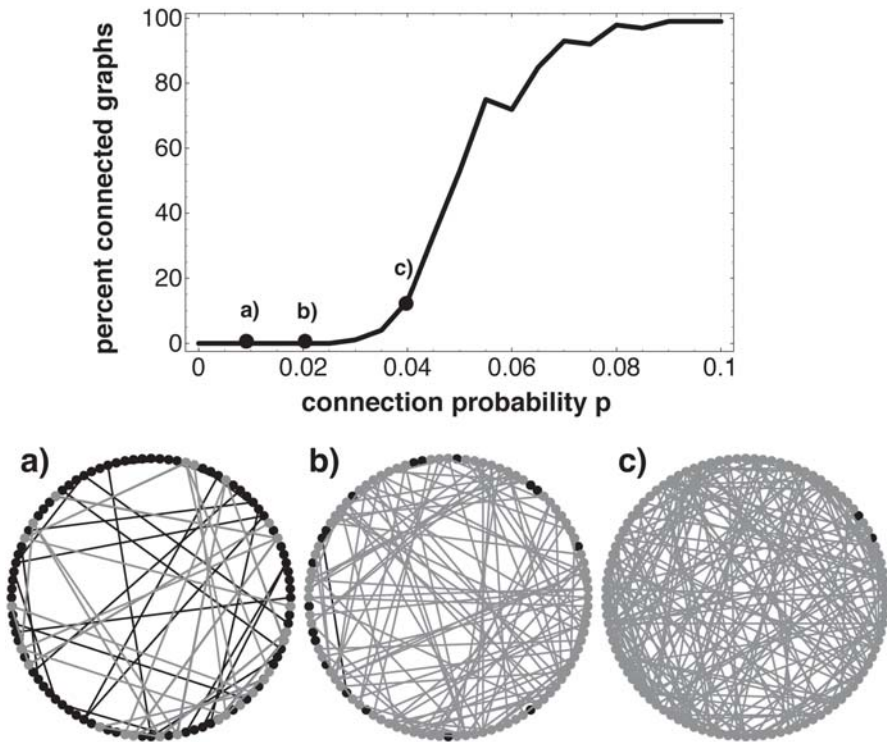 percent connected graphs
100
80
60
40
20
0
a)
b)
c)
0
0.02
0.04
0.06
0.08
0.1
connection probability p
a)
b)
c)